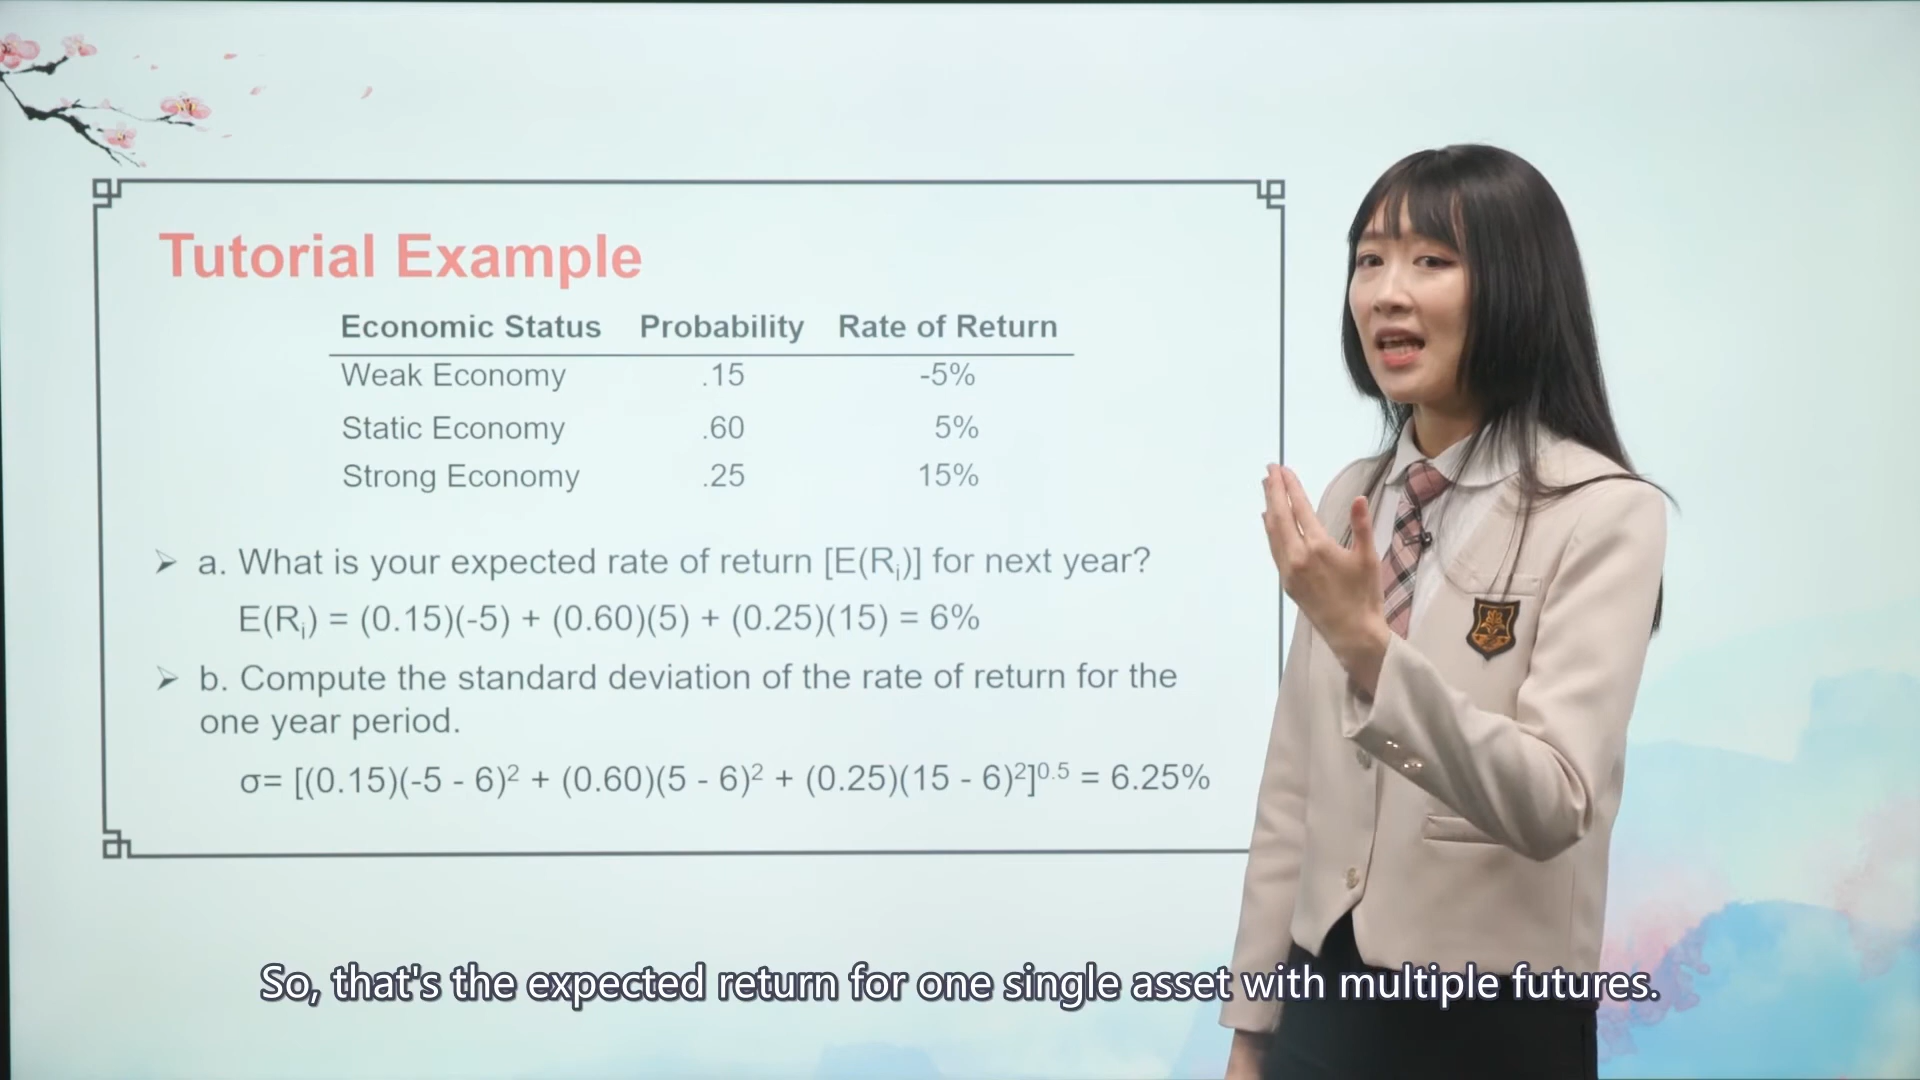 Tutorial Example
Economic Status Probability Rate of Return
Weak Economy .15 -5%
Static Economy .60 5%
Strong Economy .25 15%
➢ a. What is your expected rate of return [E(Rᵢ)] for next year?
E(Rᵢ) = (0.15)(-5) + (0.60)(5) + (0.25)(15) = 6%
➢ b. Compute the standard deviation of the rate of return for the
one year period.
σ= [(0.15)(-5 - 6)² + (0.60)(5 - 6)² + (0.25)(15 - 6)²]⁰·⁵ = 6.25%
So, that's the expected return for one single asset with multiple futures.